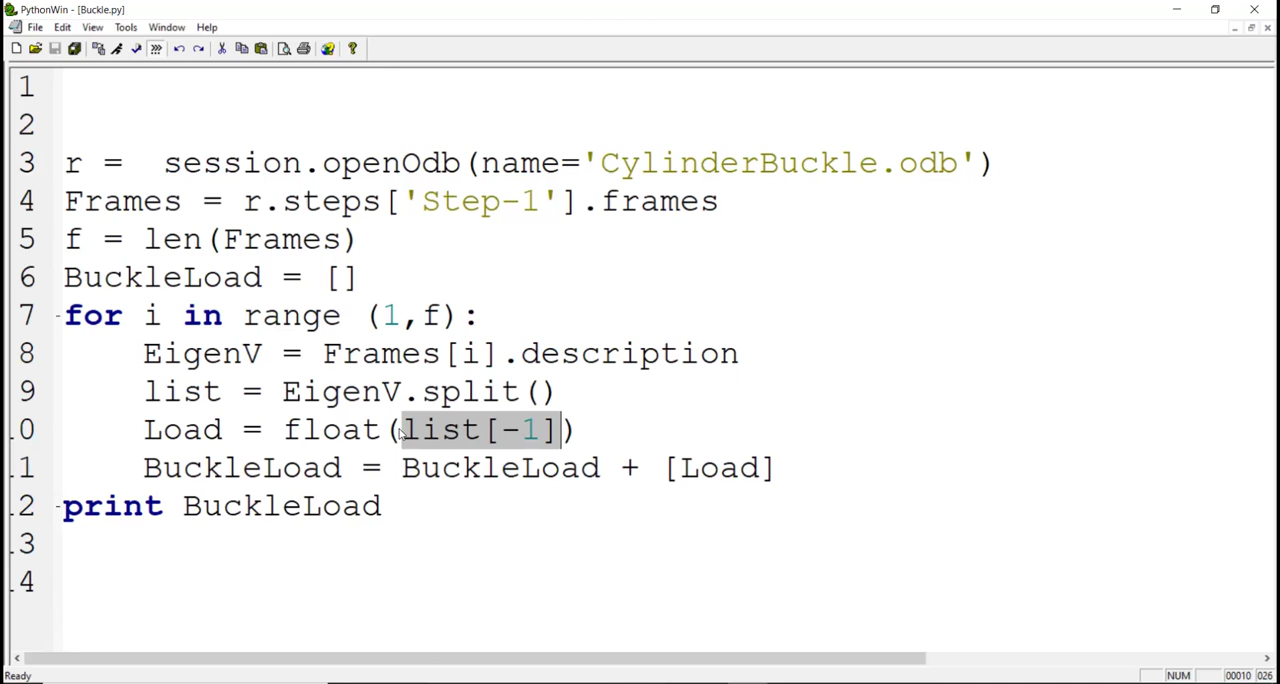 PythonWin - [Buckle.py]
File Edit View Tools Window Help
1
2
3 r =  session.openOdb(name='CylinderBuckle.odb')
4 Frames = r.steps['Step-1'].frames
5 f = len(Frames)
6 BuckleLoad = []
7 for i in range (1,f):
8     EigenV = Frames[i].description
9     list = EigenV.split()
.0     Load = float(list[-1])
.1     BuckleLoad = BuckleLoad + [Load]
.2 print BuckleLoad
.3
.4
Ready NUM 00010 026